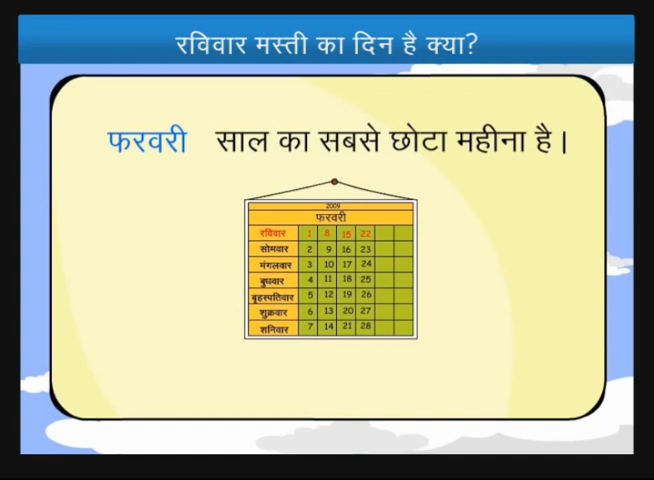 रविवार मस्ती का दिन है क्या?
फरवरी साल का सबसे छोटा महीना है।
2009
फरवरी
रविवार 1 8 15 22
सोमवार 2 9 16 23
मंगलवार 3 10 17 24
बुधवार 4 11 18 25
बृहस्पतिवार 5 12 19 26
शुक्रवार 6 13 20 27
शनिवार 7 14 21 28